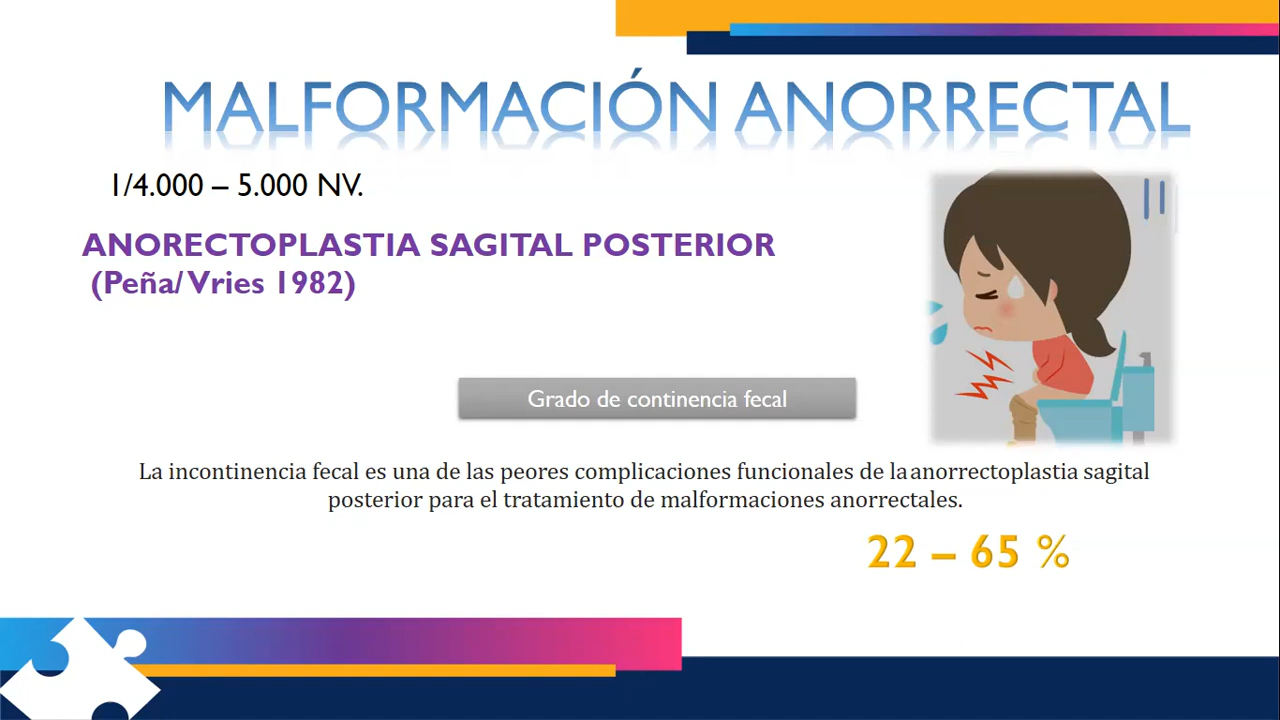 MALFORMACIÓN ANORRECTAL
1/4.000 – 5.000 NV.
ANORECTOPLASTIA SAGITAL POSTERIOR
(Peña/ Vries 1982)
Grado de continencia fecal
La incontinencia fecal es una de las peores complicaciones funcionales de la anorrectoplastia sagital
posterior para el tratamiento de malformaciones anorrectales.
22 – 65 %